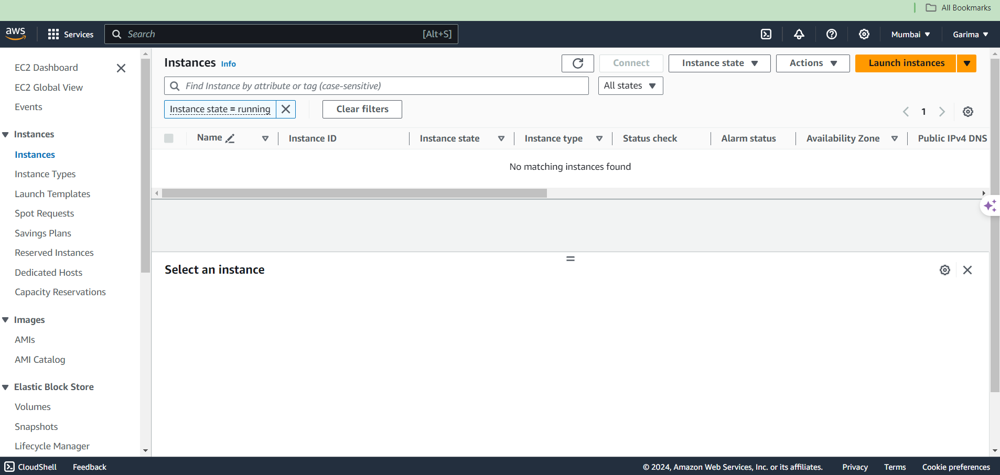 All Bookmarks
aws
Services
Search
[Alt+S]
Mumbai
Garima
EC2 Dashboard
EC2 Global View
Events
Instances
Instances
Instance Types
Launch Templates
Spot Requests
Savings Plans
Reserved Instances
Dedicated Hosts
Capacity Reservations
Images
AMIs
AMI Catalog
Elastic Block Store
Volumes
Snapshots
Lifecycle Manager
Instances Info
Connect
Instance state
Actions
Launch instances
Find Instance by attribute or tag (case-sensitive)
All states
Instance state = running
Clear filters
1
Name
Instance ID
Instance state
Instance type
Status check
Alarm status
Availability Zone
Public IPv4 DNS
No matching instances found
Select an instance
CloudShell
Feedback
© 2024, Amazon Web Services, Inc. or its affiliates.
Privacy
Terms
Cookie preferences